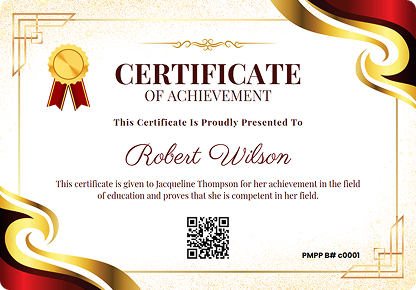 CERTIFICATE
OF ACHIEVEMENT
This Certificate Is Proudly Presented To
Robert Wilson
This certificate is given to Jacqueline Thompson for her achievement in the field
of education and proves that she is competent in her field.
PMPP B# c0001